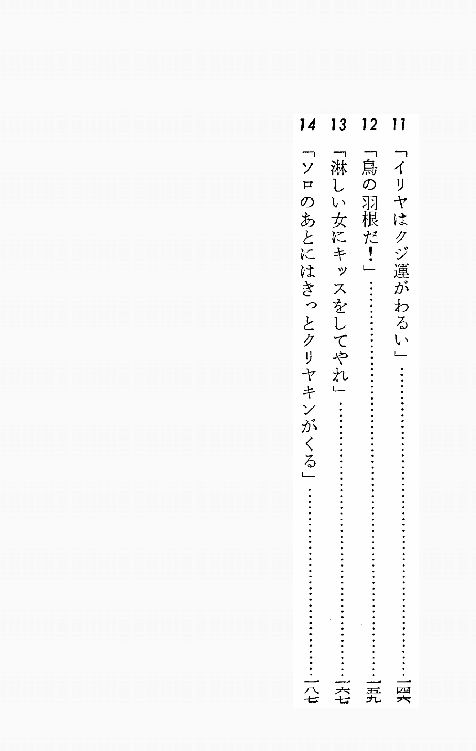 11 「イリヤはクジ運がわるい」……………………一四六
12 「鳥の羽根だ！」……………………一五九
13 「淋しい女にキッスをしてやれ」……………………一六七
14 「ソロのあとにはきっとクリヤキンがくる」……………………一八七